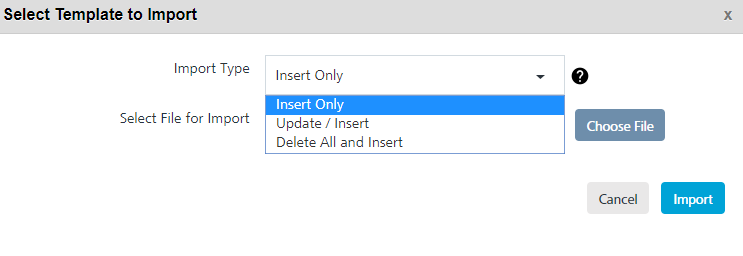 Select Template to Import
x
Import Type
Insert Only
?
Select File for Import
Insert Only
Update / Insert
Delete All and Insert
Choose File
Cancel
Import